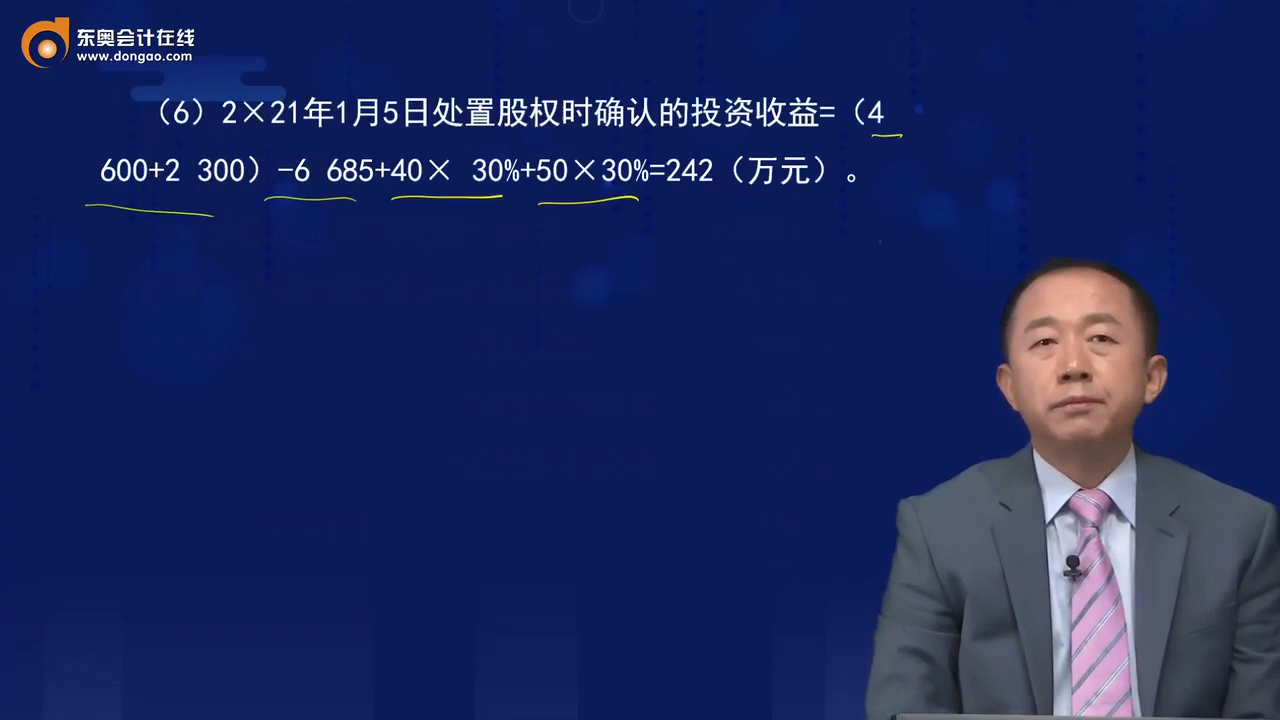 东奥会计在线
www.dongao.com
（6）2×21年1月5日处置股权时确认的投资收益=（4
600+2 300）-6 685+40× 30%+50×30%=242（万元）。